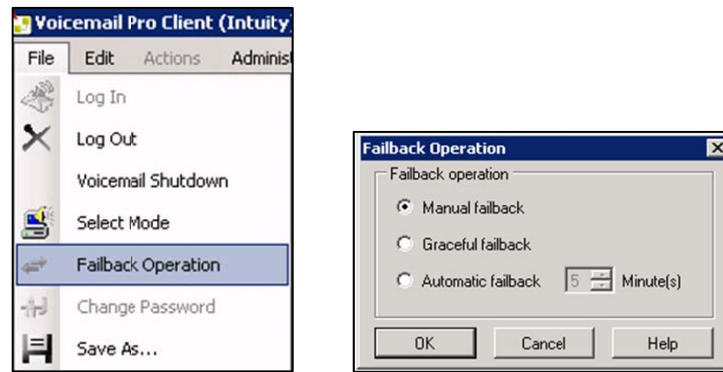 Voicemail Pro Client (Intuity
File Edit Actions Administ
Log In
Log Out
Voicemail Shutdown
Select Mode
Failback Operation
Change Password
Save As...
Failback Operation
Failback operation
Manual failback
Graceful failback
Automatic failback 5 Minute(s)
OK Cancel Help